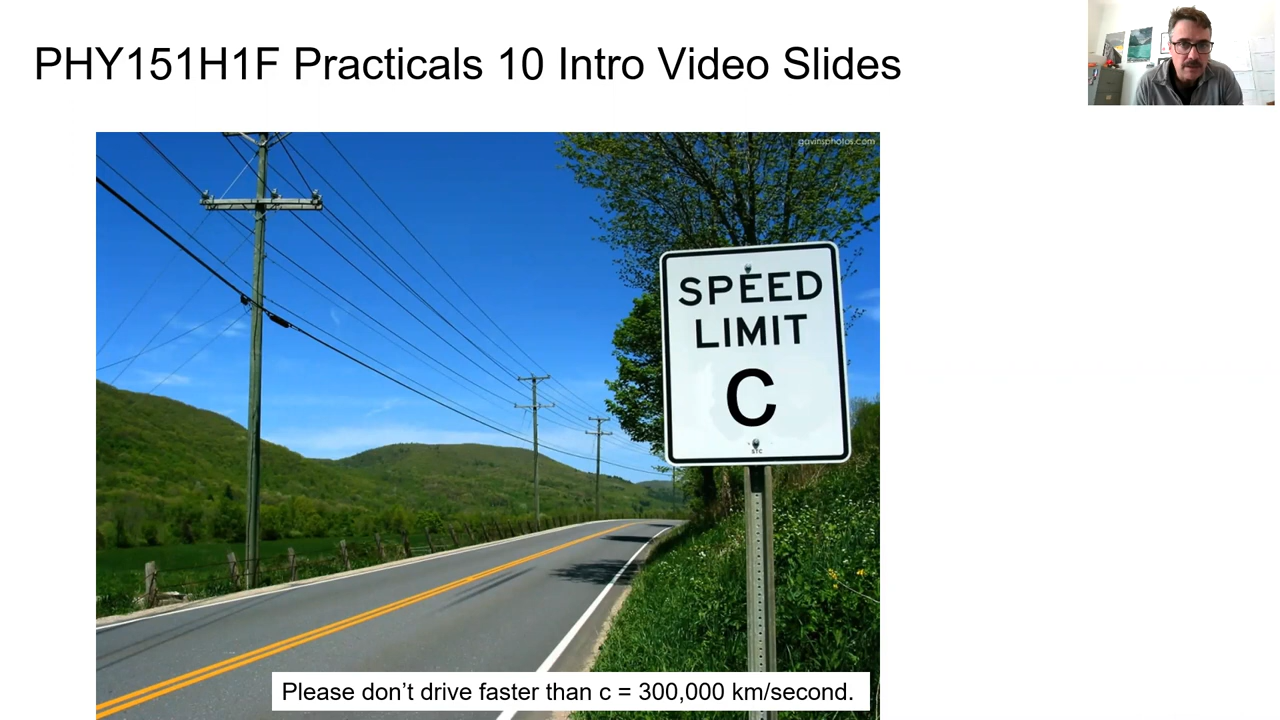 PHY151H1F Practicals 10 Intro Video Slides
gavinsphotos.com
SPEED
LIMIT
C
STC
Please don’t drive faster than c = 300,000 km/second.